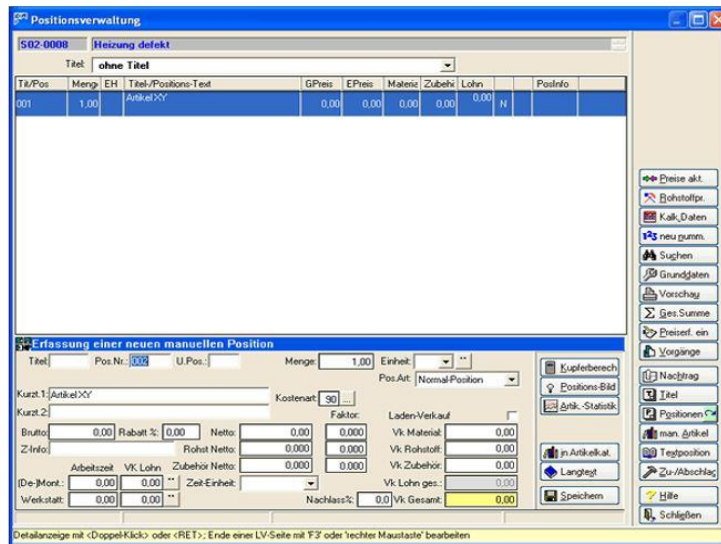 Positionsverwaltung
S02-0008 Heizung defekt
Titel: ohne Titel
Tit/Pos Meng EH Titel-/Positions-Text GPreis EPreis Materia Zubehi Lohn PosInfo
001 1,00 Artikel XY 0,00 0,00 0,00 0,00 0,00 N
Preise akt.
Rohstoffpr.
Kalk.Daten
neu numm.
Suchen
Grunddaten
Vorschau
Ges.Summe
Preiserf. ein
Vorgänge
Nachtrag
Titel
Positionen
man. Artikel
Textposition
Zu-/Abschlag
Hilfe
Schließen
Erfassung einer neuen manuellen Position
Titel: Pos.Nr.: 002 U.Pos.: Menge: 1,00 Einheit:
Pos.Art: Normal-Position
Kurzt.1: Artikel XY Kostenart: 90 ...
Kurzt.2: Faktor: Laden-Verkauf
Brutto: 0,00 Rabatt %: 0,00 Netto: 0,00 0,000 Vk Material: 0,00
Z-Info: Rohst Netto: 0,000 0,000 Vk Rohstoff: 0,00
Arbeitszeit VK Lohn Zubehör Netto: 0,000 0,000 Vk Zubehör: 0,00
(De-)Mont.: 0,00 0,00 Zeit-Einheit: Vk Lohn ges.: 0,00
Werkstatt: 0,00 0,00 Nachlass%: 0,0 Vk Gesamt: 0,00
Kupferberech
Positions-Bild
Artik.-Statistik
in Artikelkat.
Langtext
Speichern
Detailanzeige mit <Doppel-Klick> oder <RET>; Ende einer LV-Seite mit 'F3' oder 'rechter Maustaste' bearbeiten